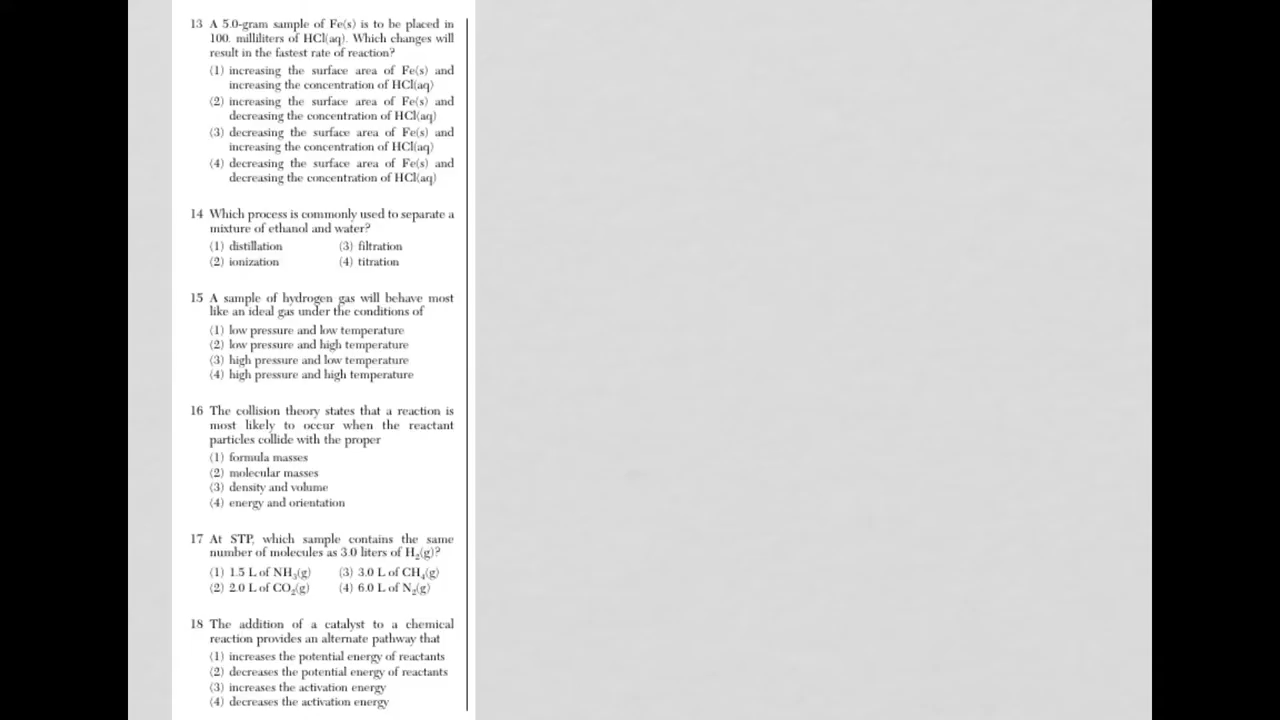 13 A 5.0-gram sample of Fe(s) is to be placed in
100. milliliters of HCl(aq). Which changes will
result in the fastest rate of reaction?
(1) increasing the surface area of Fe(s) and
increasing the concentration of HCl(aq)
(2) increasing the surface area of Fe(s) and
decreasing the concentration of HCl(aq)
(3) decreasing the surface area of Fe(s) and
increasing the concentration of HCl(aq)
(4) decreasing the surface area of Fe(s) and
decreasing the concentration of HCl(aq)
14 Which process is commonly used to separate a
mixture of ethanol and water?
(1) distillation (3) filtration
(2) ionization (4) titration
15 A sample of hydrogen gas will behave most
like an ideal gas under the conditions of
(1) low pressure and low temperature
(2) low pressure and high temperature
(3) high pressure and low temperature
(4) high pressure and high temperature
16 The collision theory states that a reaction is
most likely to occur when the reactant
particles collide with the proper
(1) formula masses
(2) molecular masses
(3) density and volume
(4) energy and orientation
17 At STP, which sample contains the same
number of molecules as 3.0 liters of H₂(g)?
(1) 1.5 L of NH₃(g) (3) 3.0 L of CH₄(g)
(2) 2.0 L of CO₂(g) (4) 6.0 L of N₂(g)
18 The addition of a catalyst to a chemical
reaction provides an alternate pathway that
(1) increases the potential energy of reactants
(2) decreases the potential energy of reactants
(3) increases the activation energy
(4) decreases the activation energy